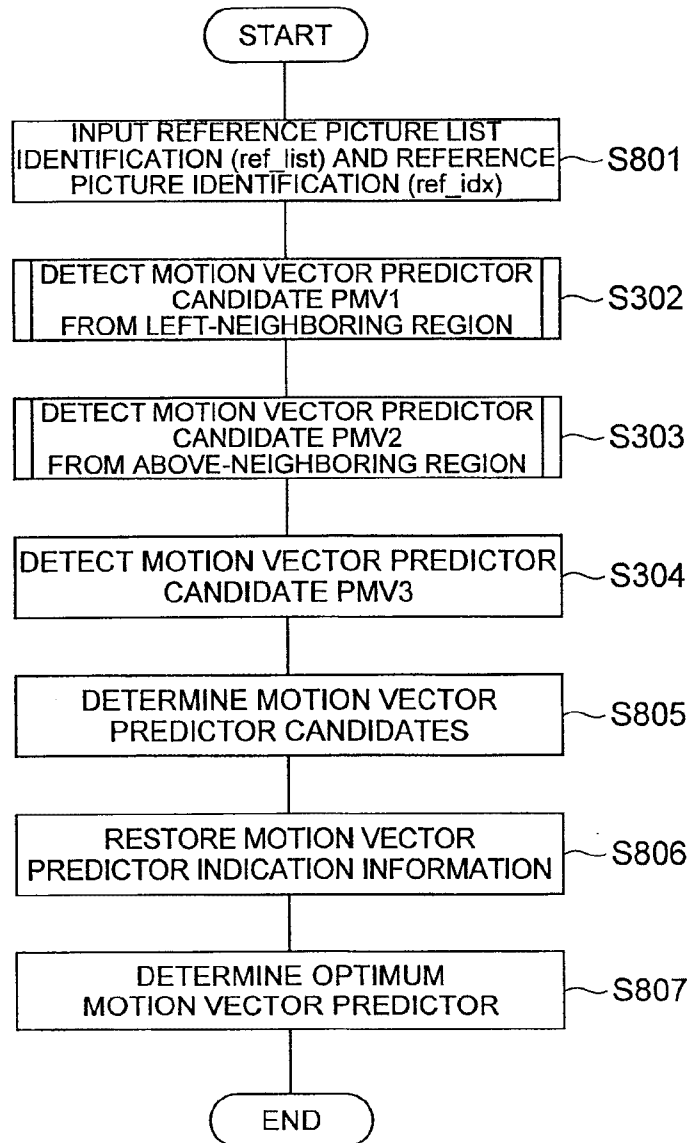 START
INPUT REFERENCE PICTURE LIST
IDENTIFICATION (ref_list) AND REFERENCE
PICTURE IDENTIFICATION (ref_idx)
S801
DETECT MOTION VECTOR PREDICTOR
CANDIDATE PMV1
FROM LEFT-NEIGHBORING REGION
S302
DETECT MOTION VECTOR PREDICTOR
CANDIDATE PMV2
FROM ABOVE-NEIGHBORING REGION
S303
DETECT MOTION VECTOR PREDICTOR
CANDIDATE PMV3
S304
DETERMINE MOTION VECTOR
PREDICTOR CANDIDATES
S805
RESTORE MOTION VECTOR
PREDICTOR INDICATION INFORMATION
S806
DETERMINE OPTIMUM
MOTION VECTOR PREDICTOR
S807
END